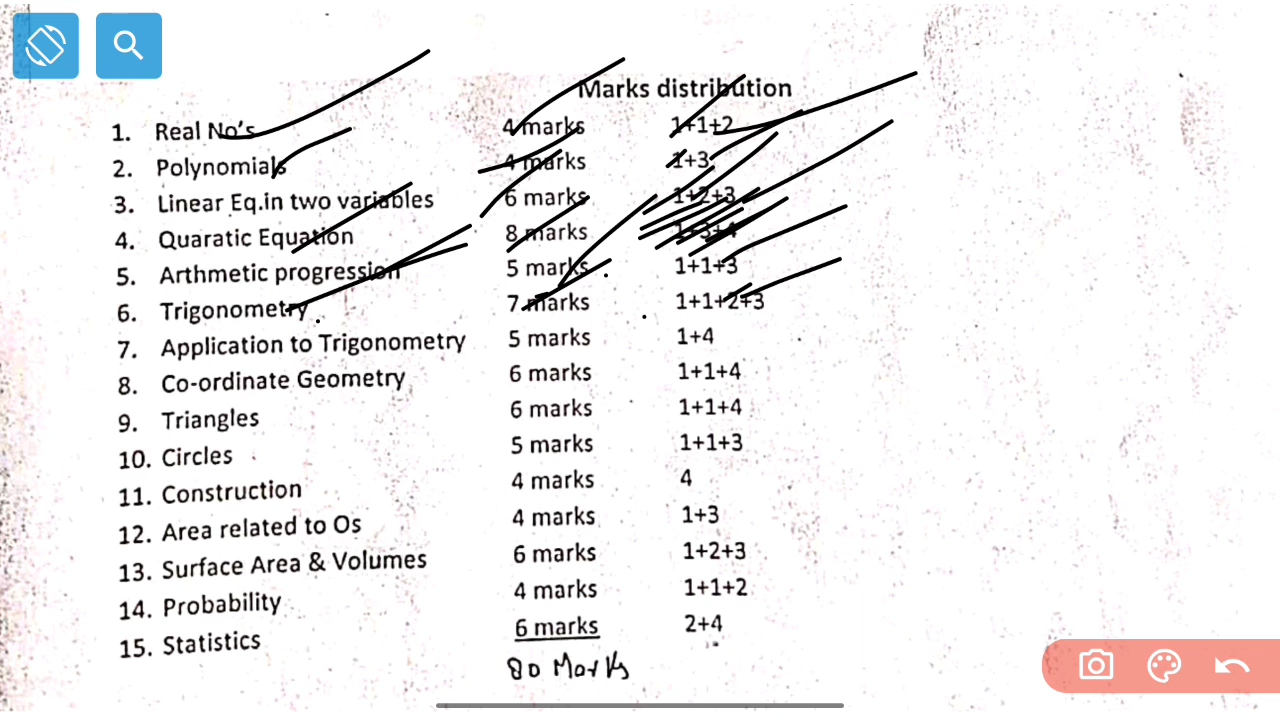 Marks distribution
1. Real No's 4 marks 1+1+2
2. Polynomials 4 marks 1+3
3. Linear Eq.in two variables 6 marks 1+2+3
4. Quaratic Equation 8 marks 1+3+4
5. Arthmetic progression 5 marks 1+1+3
6. Trigonometry 7 marks 1+1+2+3
7. Application to Trigonometry 5 marks 1+4
8. Co-ordinate Geometry 6 marks 1+1+4
9. Triangles 6 marks 1+1+4
10. Circles 5 marks 1+1+3
11. Construction 4 marks 4
12. Area related to Os 4 marks 1+3
13. Surface Area & Volumes 6 marks 1+2+3
14. Probability 4 marks 1+1+2
15. Statistics 6 marks 2+4
80 Marks